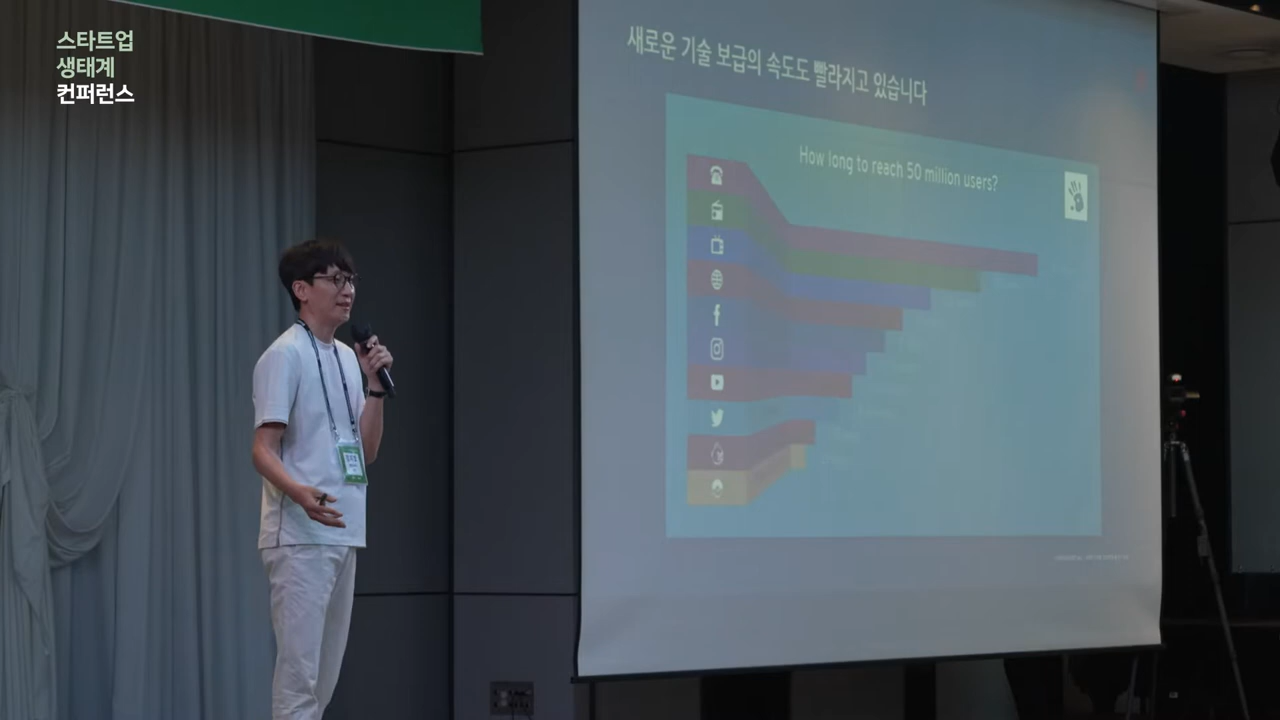 스타트업
생태계
컨퍼런스
새로운 기술 보급의 속도도 빨라지고 있습니다
How long to reach 50 million users?